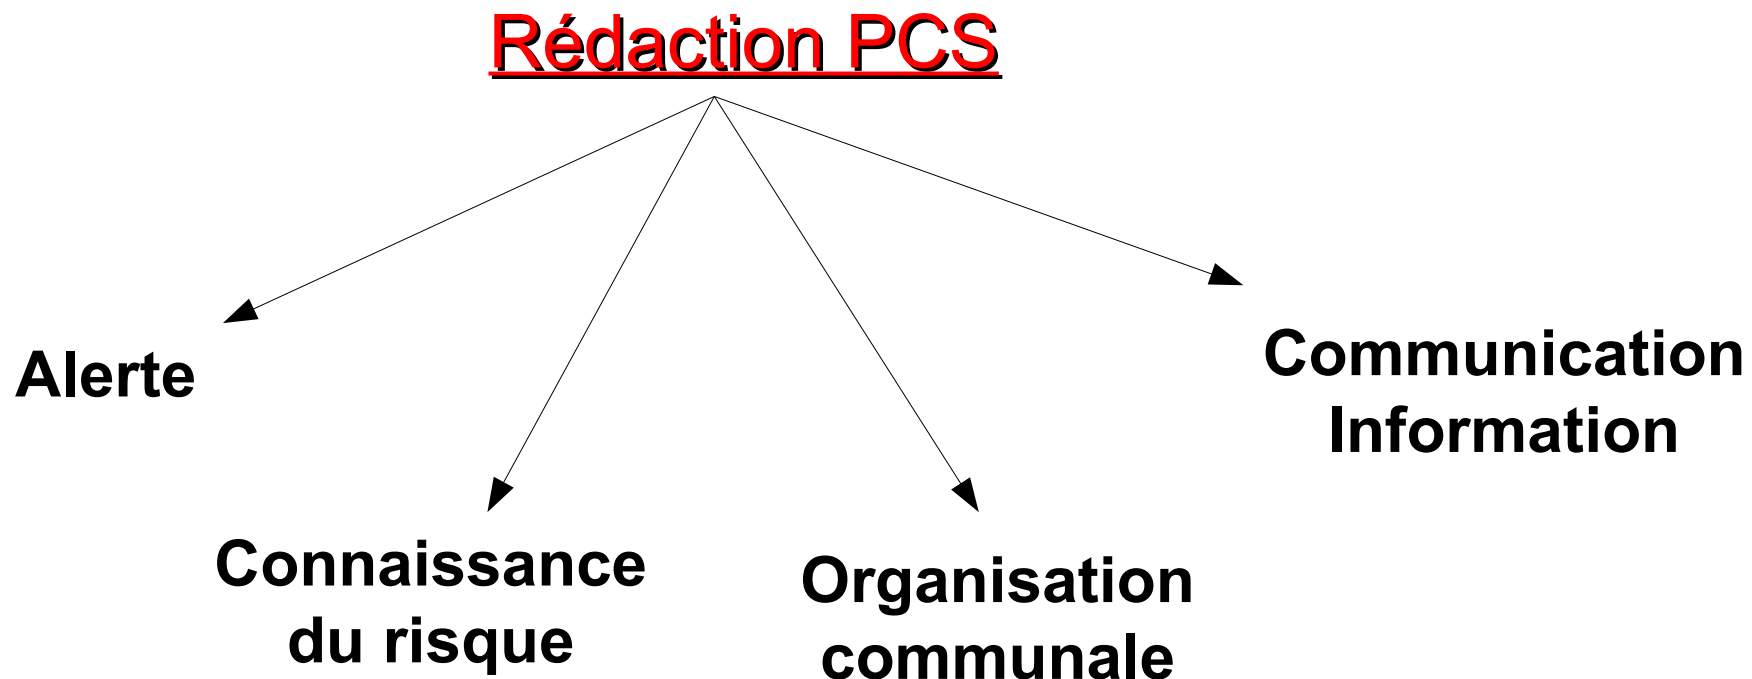 Rédaction PCS
Alerte
Communication
Information
Connaissance
du risque
Organisation
communale